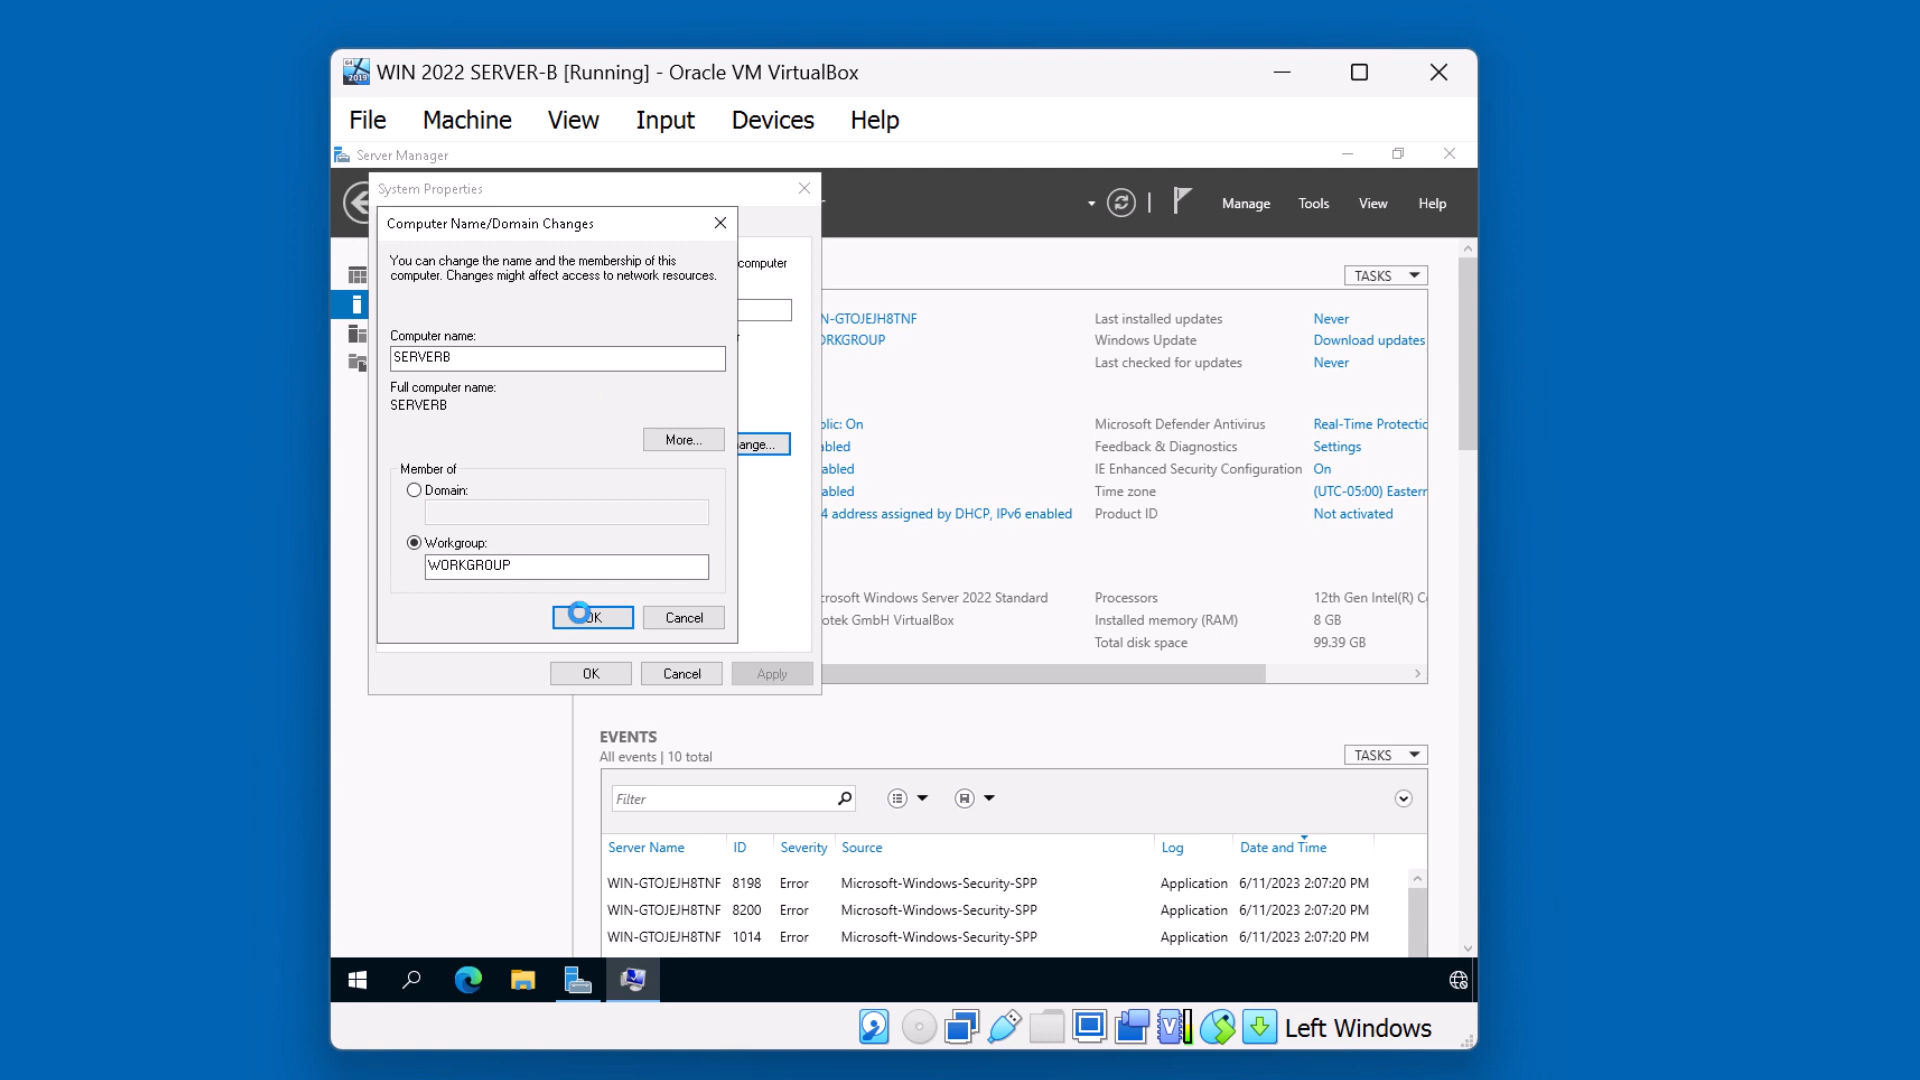 WIN 2022 SERVER-B [Running] - Oracle VM VirtualBox
File Machine View Input Devices Help
Server Manager
Manage Tools View Help
System Properties
computer
Computer Name/Domain Changes
You can change the name and the membership of this
computer. Changes might affect access to network resources.
Computer name:
SERVERB
Full computer name:
SERVERB
More...
ange...
Member of
Domain:
Workgroup:
WORKGROUP
OK Cancel
OK Cancel Apply
TASKS
N-GTOJEJH8TNF Last installed updates Never
ORKGROUP Windows Update Download updates
Last checked for updates Never
blic: On Microsoft Defender Antivirus Real-Time Protectic
abled Feedback & Diagnostics Settings
abled IE Enhanced Security Configuration On
abled Time zone (UTC-05:00) Eastern
4 address assigned by DHCP, IPv6 enabled Product ID Not activated
crosoft Windows Server 2022 Standard Processors 12th Gen Intel(R) C
otek GmbH VirtualBox Installed memory (RAM) 8 GB
Total disk space 99.39 GB
EVENTS
All events | 10 total
TASKS
Filter
Server Name ID Severity Source Log Date and Time
WIN-GTOJEJH8TNF 8198 Error Microsoft-Windows-Security-SPP Application 6/11/2023 2:07:20 PM
WIN-GTOJEJH8TNF 8200 Error Microsoft-Windows-Security-SPP Application 6/11/2023 2:07:20 PM
WIN-GTOJEJH8TNF 1014 Error Microsoft-Windows-Security-SPP Application 6/11/2023 2:07:20 PM
Left Windows